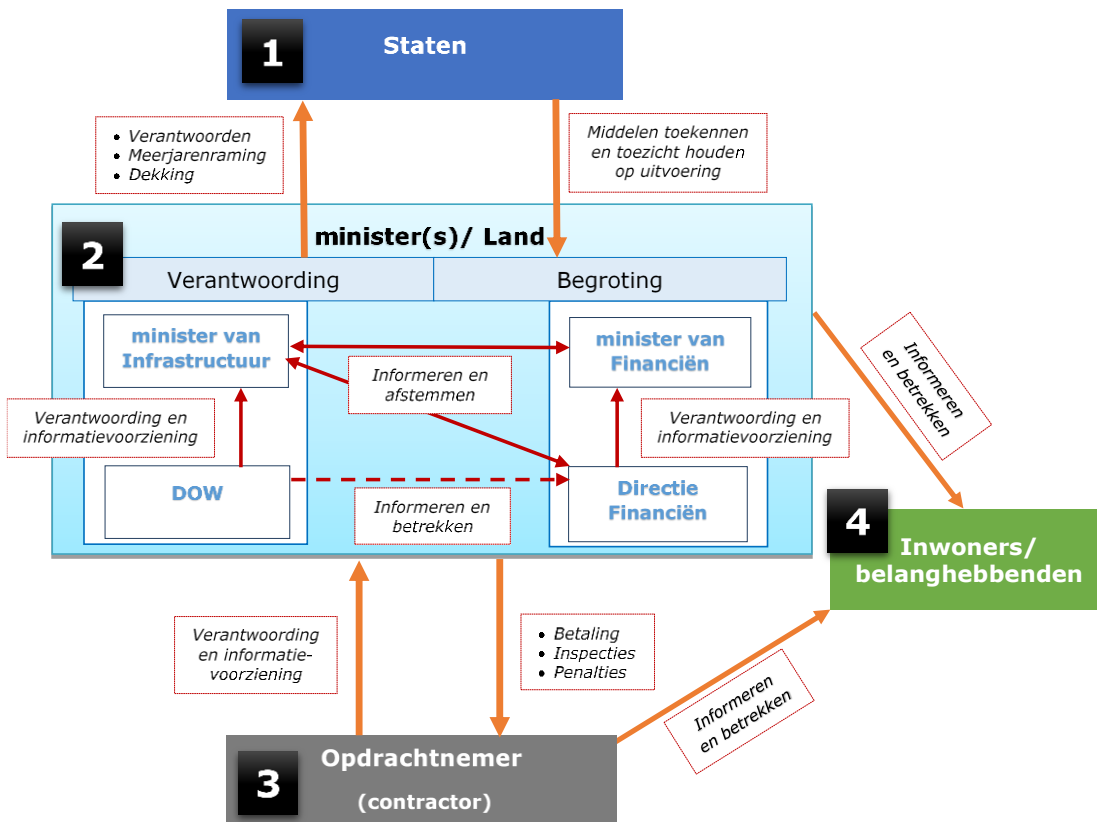 1
Staten
• Verantwoorden
• Meerjarenraming
• Dekking
Middelen toekennen
en toezicht houden
op uitvoering
2
minister(s)/ Land
Verantwoording
Begroting
minister van
Infrastructuur
minister van
Financiën
Informeren en
afstemmen
Verantwoording en
informatievoorziening
Verantwoording en
informatievoorziening
DOW
Directie
Financiën
Informeren en
betrekken
Informeren
en betrekken
4
Inwoners/
belanghebbenden
Verantwoording
en informatie-
voorziening
• Betaling
• Inspecties
• Penalties
Informeren
en betrekken
3
Opdrachtnemer
(contractor)